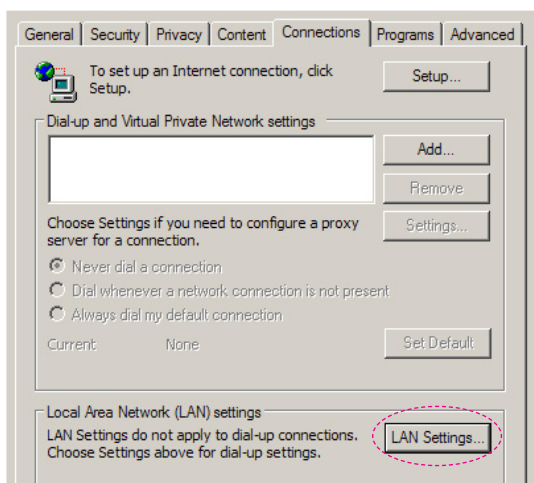 General Security Privacy Content Connections Programs Advanced
To set up an Internet connection, click
Setup.
Setup...
Dial-up and Virtual Private Network settings
Add...
Remove
Choose Settings if you need to configure a proxy
server for a connection.
Settings...
Never dial a connection
Dial whenever a network connection is not present
Always dial my default connection
Current None Set Default
Local Area Network (LAN) settings
LAN Settings do not apply to dial-up connections.
Choose Settings above for dial-up settings.
LAN Settings...